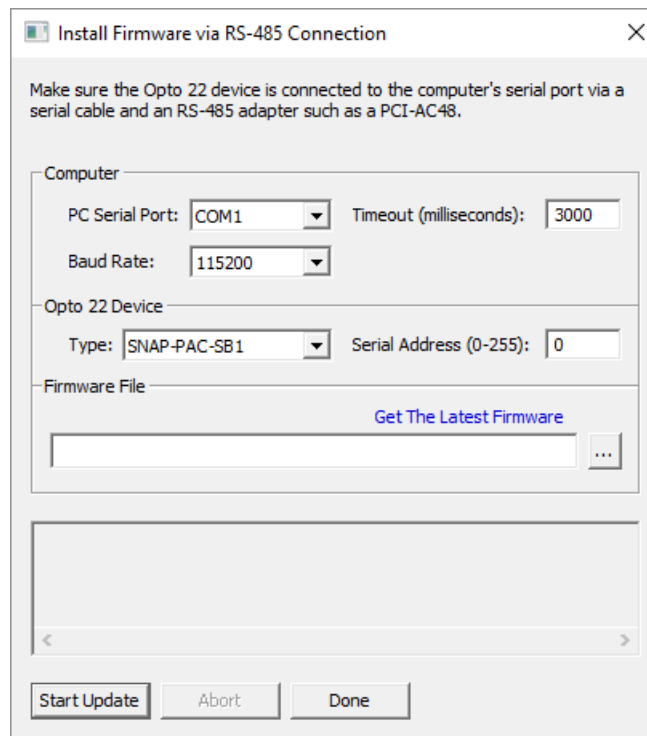 Install Firmware via RS-485 Connection
Make sure the Opto 22 device is connected to the computer's serial port via a
serial cable and an RS-485 adapter such as a PCI-AC48.
Computer
PC Serial Port: COM1 Timeout (milliseconds): 3000
Baud Rate: 115200
Opto 22 Device
Type: SNAP-PAC-SB1 Serial Address (0-255): 0
Firmware File
Get The Latest Firmware
...
Start Update Abort Done